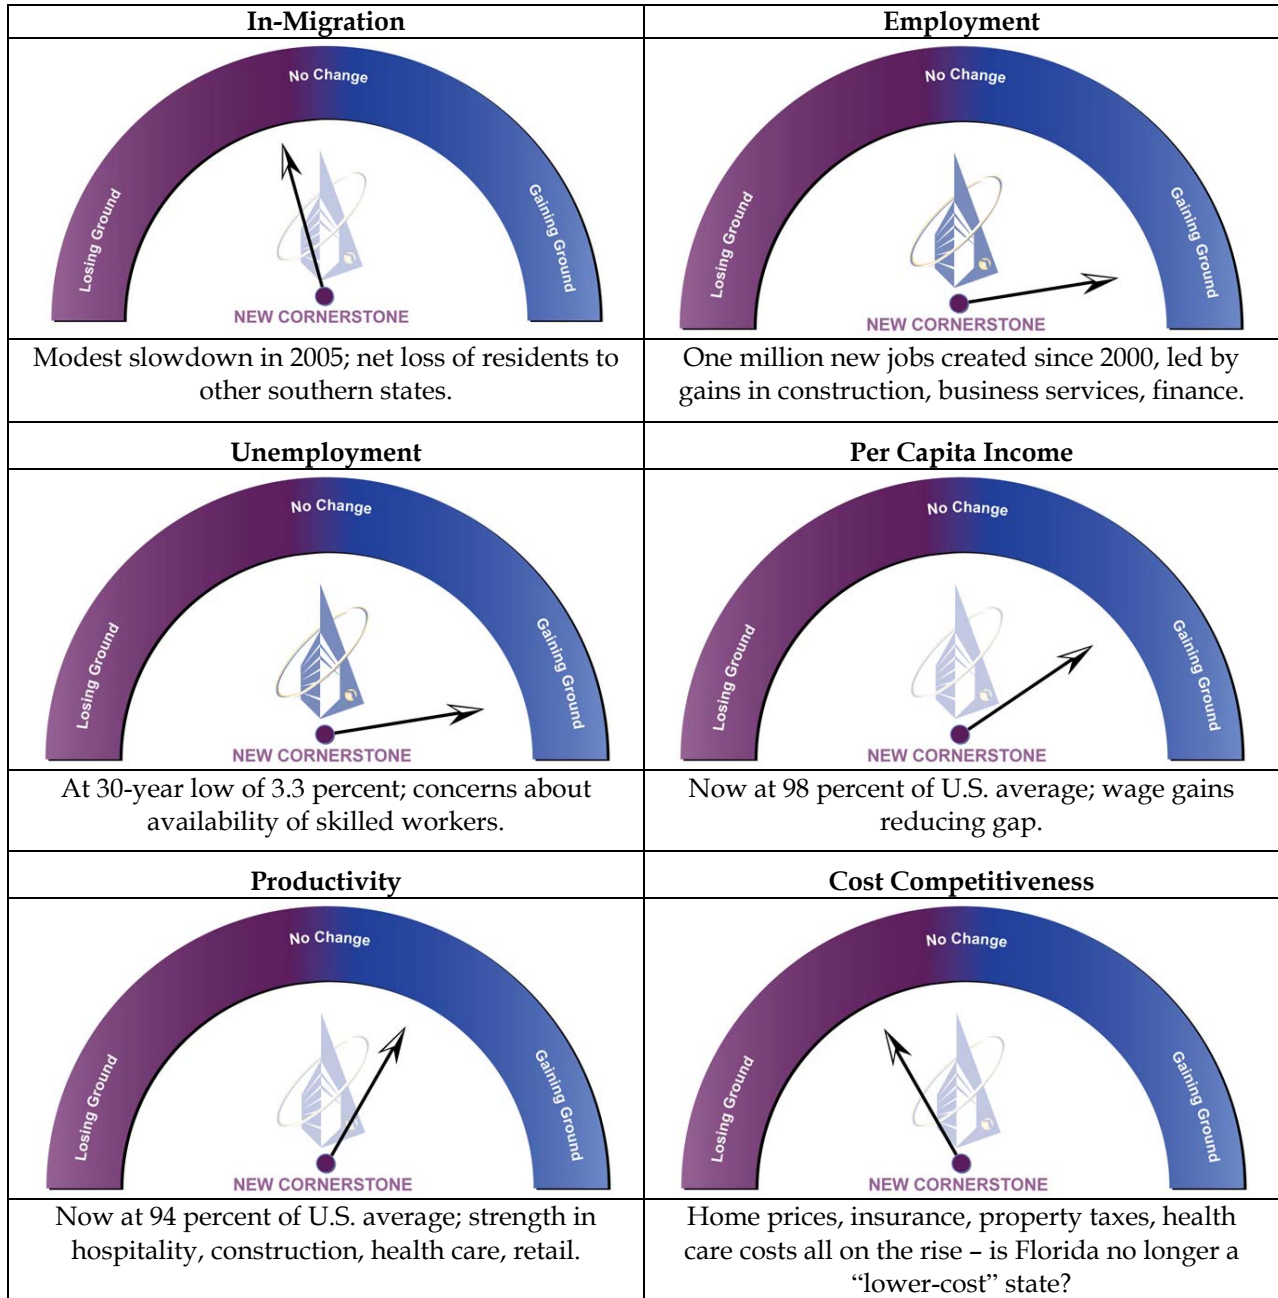 In-Migration
No Change
Losing Ground
Gaining Ground
NEW CORNERSTONE
Modest slowdown in 2005; net loss of residents to
other southern states.
Employment
No Change
Losing Ground
Gaining Ground
NEW CORNERSTONE
One million new jobs created since 2000, led by
gains in construction, business services, finance.
Unemployment
No Change
Losing Ground
Gaining Ground
NEW CORNERSTONE
At 30-year low of 3.3 percent; concerns about
availability of skilled workers.
Per Capita Income
No Change
Losing Ground
Gaining Ground
NEW CORNERSTONE
Now at 98 percent of U.S. average; wage gains
reducing gap.
Productivity
No Change
Losing Ground
Gaining Ground
NEW CORNERSTONE
Now at 94 percent of U.S. average; strength in
hospitality, construction, health care, retail.
Cost Competitiveness
No Change
Losing Ground
Gaining Ground
NEW CORNERSTONE
Home prices, insurance, property taxes, health
care costs all on the rise – is Florida no longer a
“lower-cost” state?